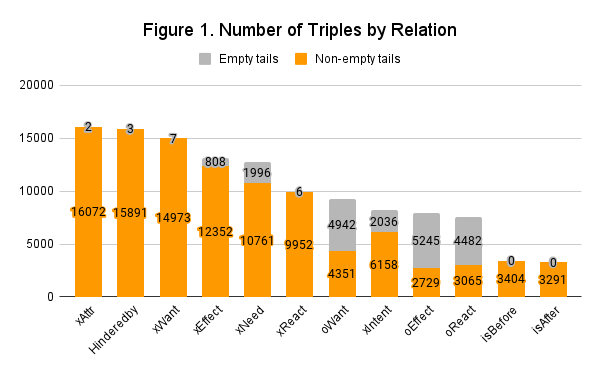 Figure 1. Number of Triples by Relation
Empty tails Non-empty tails
20000
15000
10000
5000
0
2 3 7 808 1996 6 4942 2036 5245 4482 0 0
16072 15891 14973 12352 10761 9952 4351 6158 2729 3065 3404 3291
xAttr Hinderedby xWant xEffect xNeed xReact oWant xIntent oEffect oReact isBefore isAfter